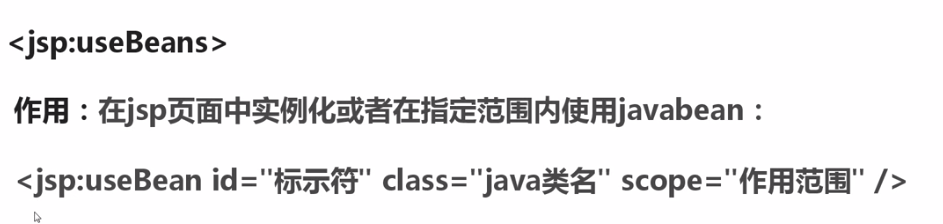 <jsp:useBeans>
作用：在jsp页面中实例化或者在指定范围内使用javabean：
<jsp:useBean id="标示符" class="java类名" scope="作用范围" />